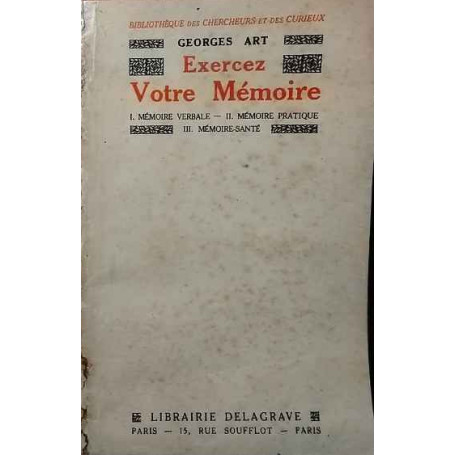 BIBLIOTHÈQUE DES CHERCHEURS ET DES CURIEUX
GEORGES ART
Exercez
Votre Mémoire
I. MÉMOIRE VERBALE — II. MÉMOIRE PRATIQUE
III. MÉMOIRE-SANTÉ
LIBRAIRIE DELAGRAVE
PARIS — 15, RUE SOUFFLOT — PARIS